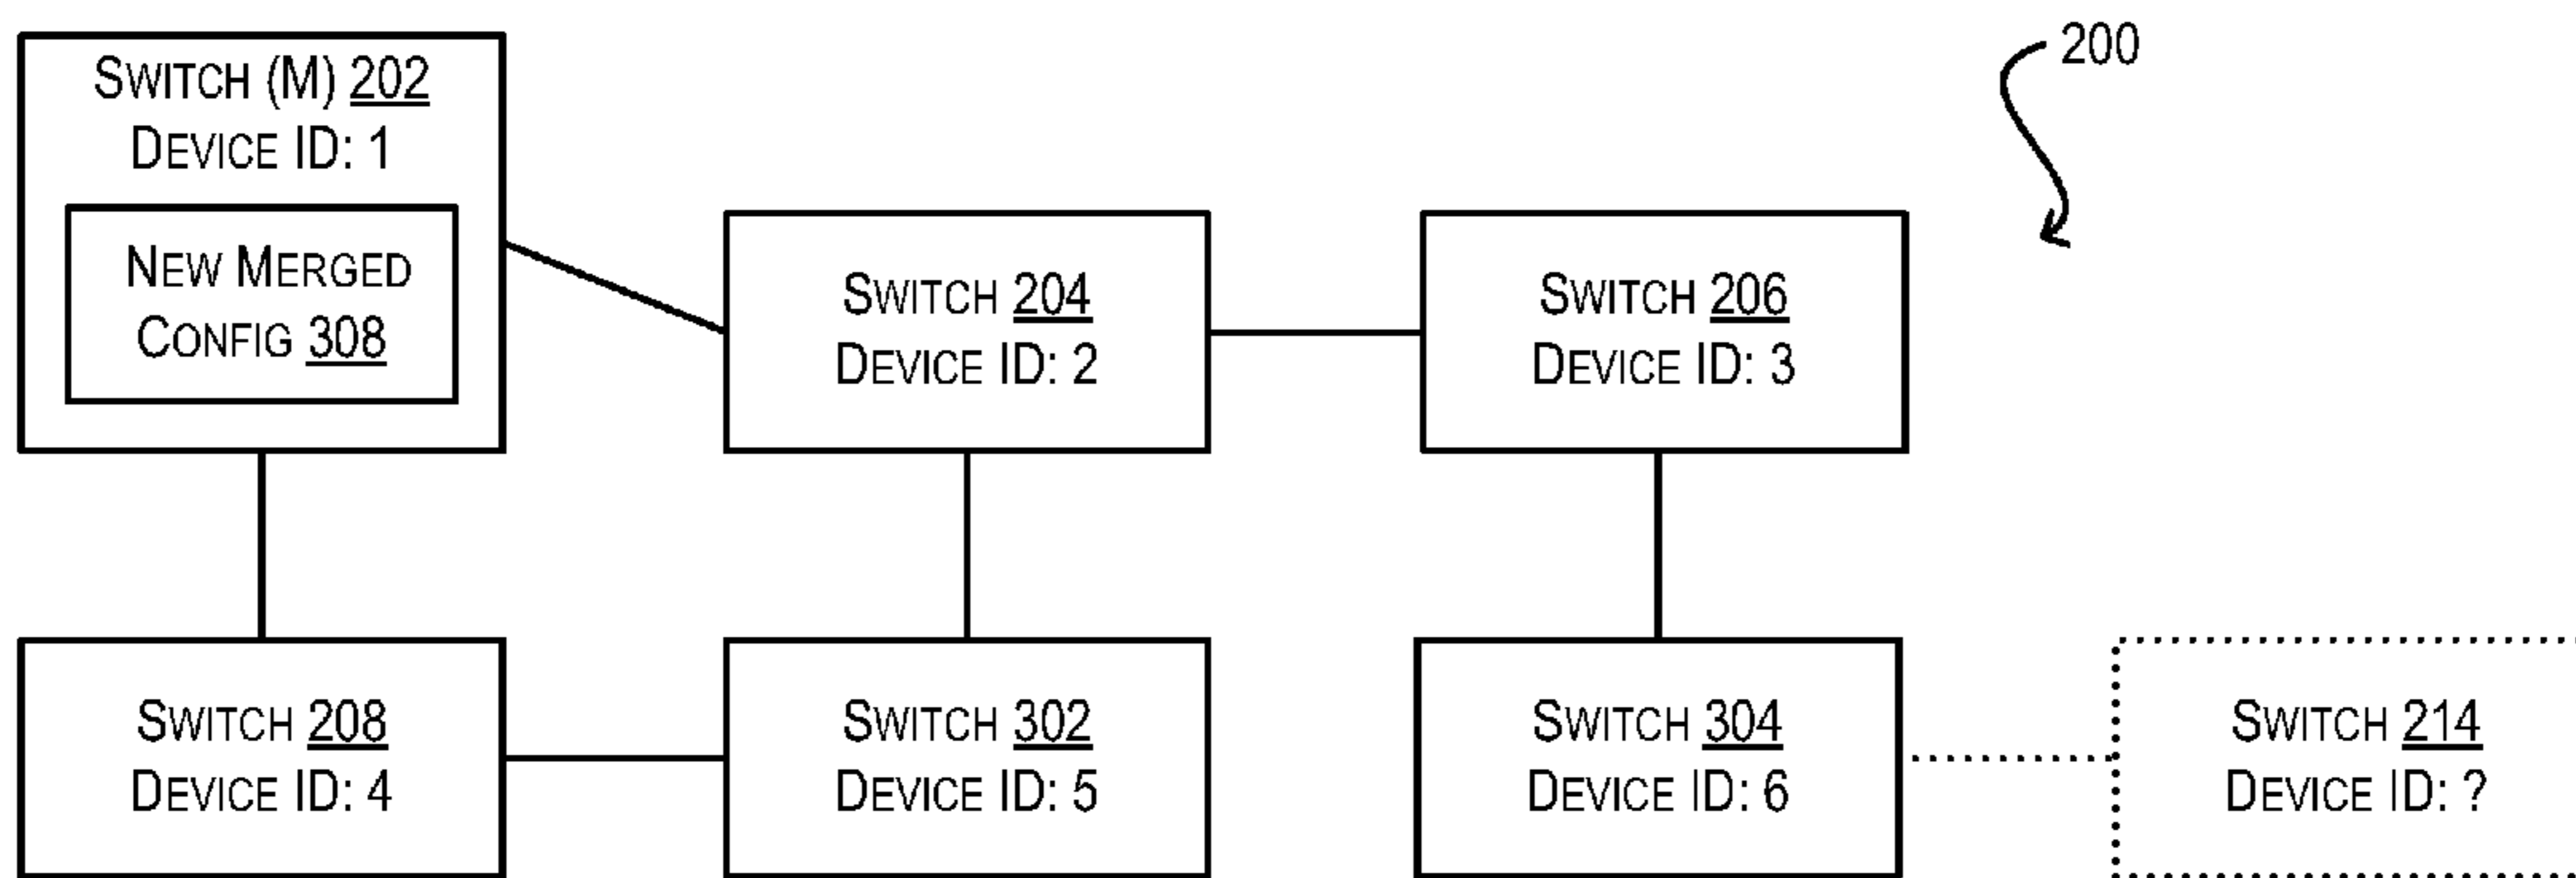 200
SWITCH (M) 202
DEVICE ID: 1
NEW MERGED
CONFIG 308
SWITCH 204
DEVICE ID: 2
SWITCH 206
DEVICE ID: 3
SWITCH 208
DEVICE ID: 4
SWITCH 302
DEVICE ID: 5
SWITCH 304
DEVICE ID: 6
SWITCH 214
DEVICE ID: ?